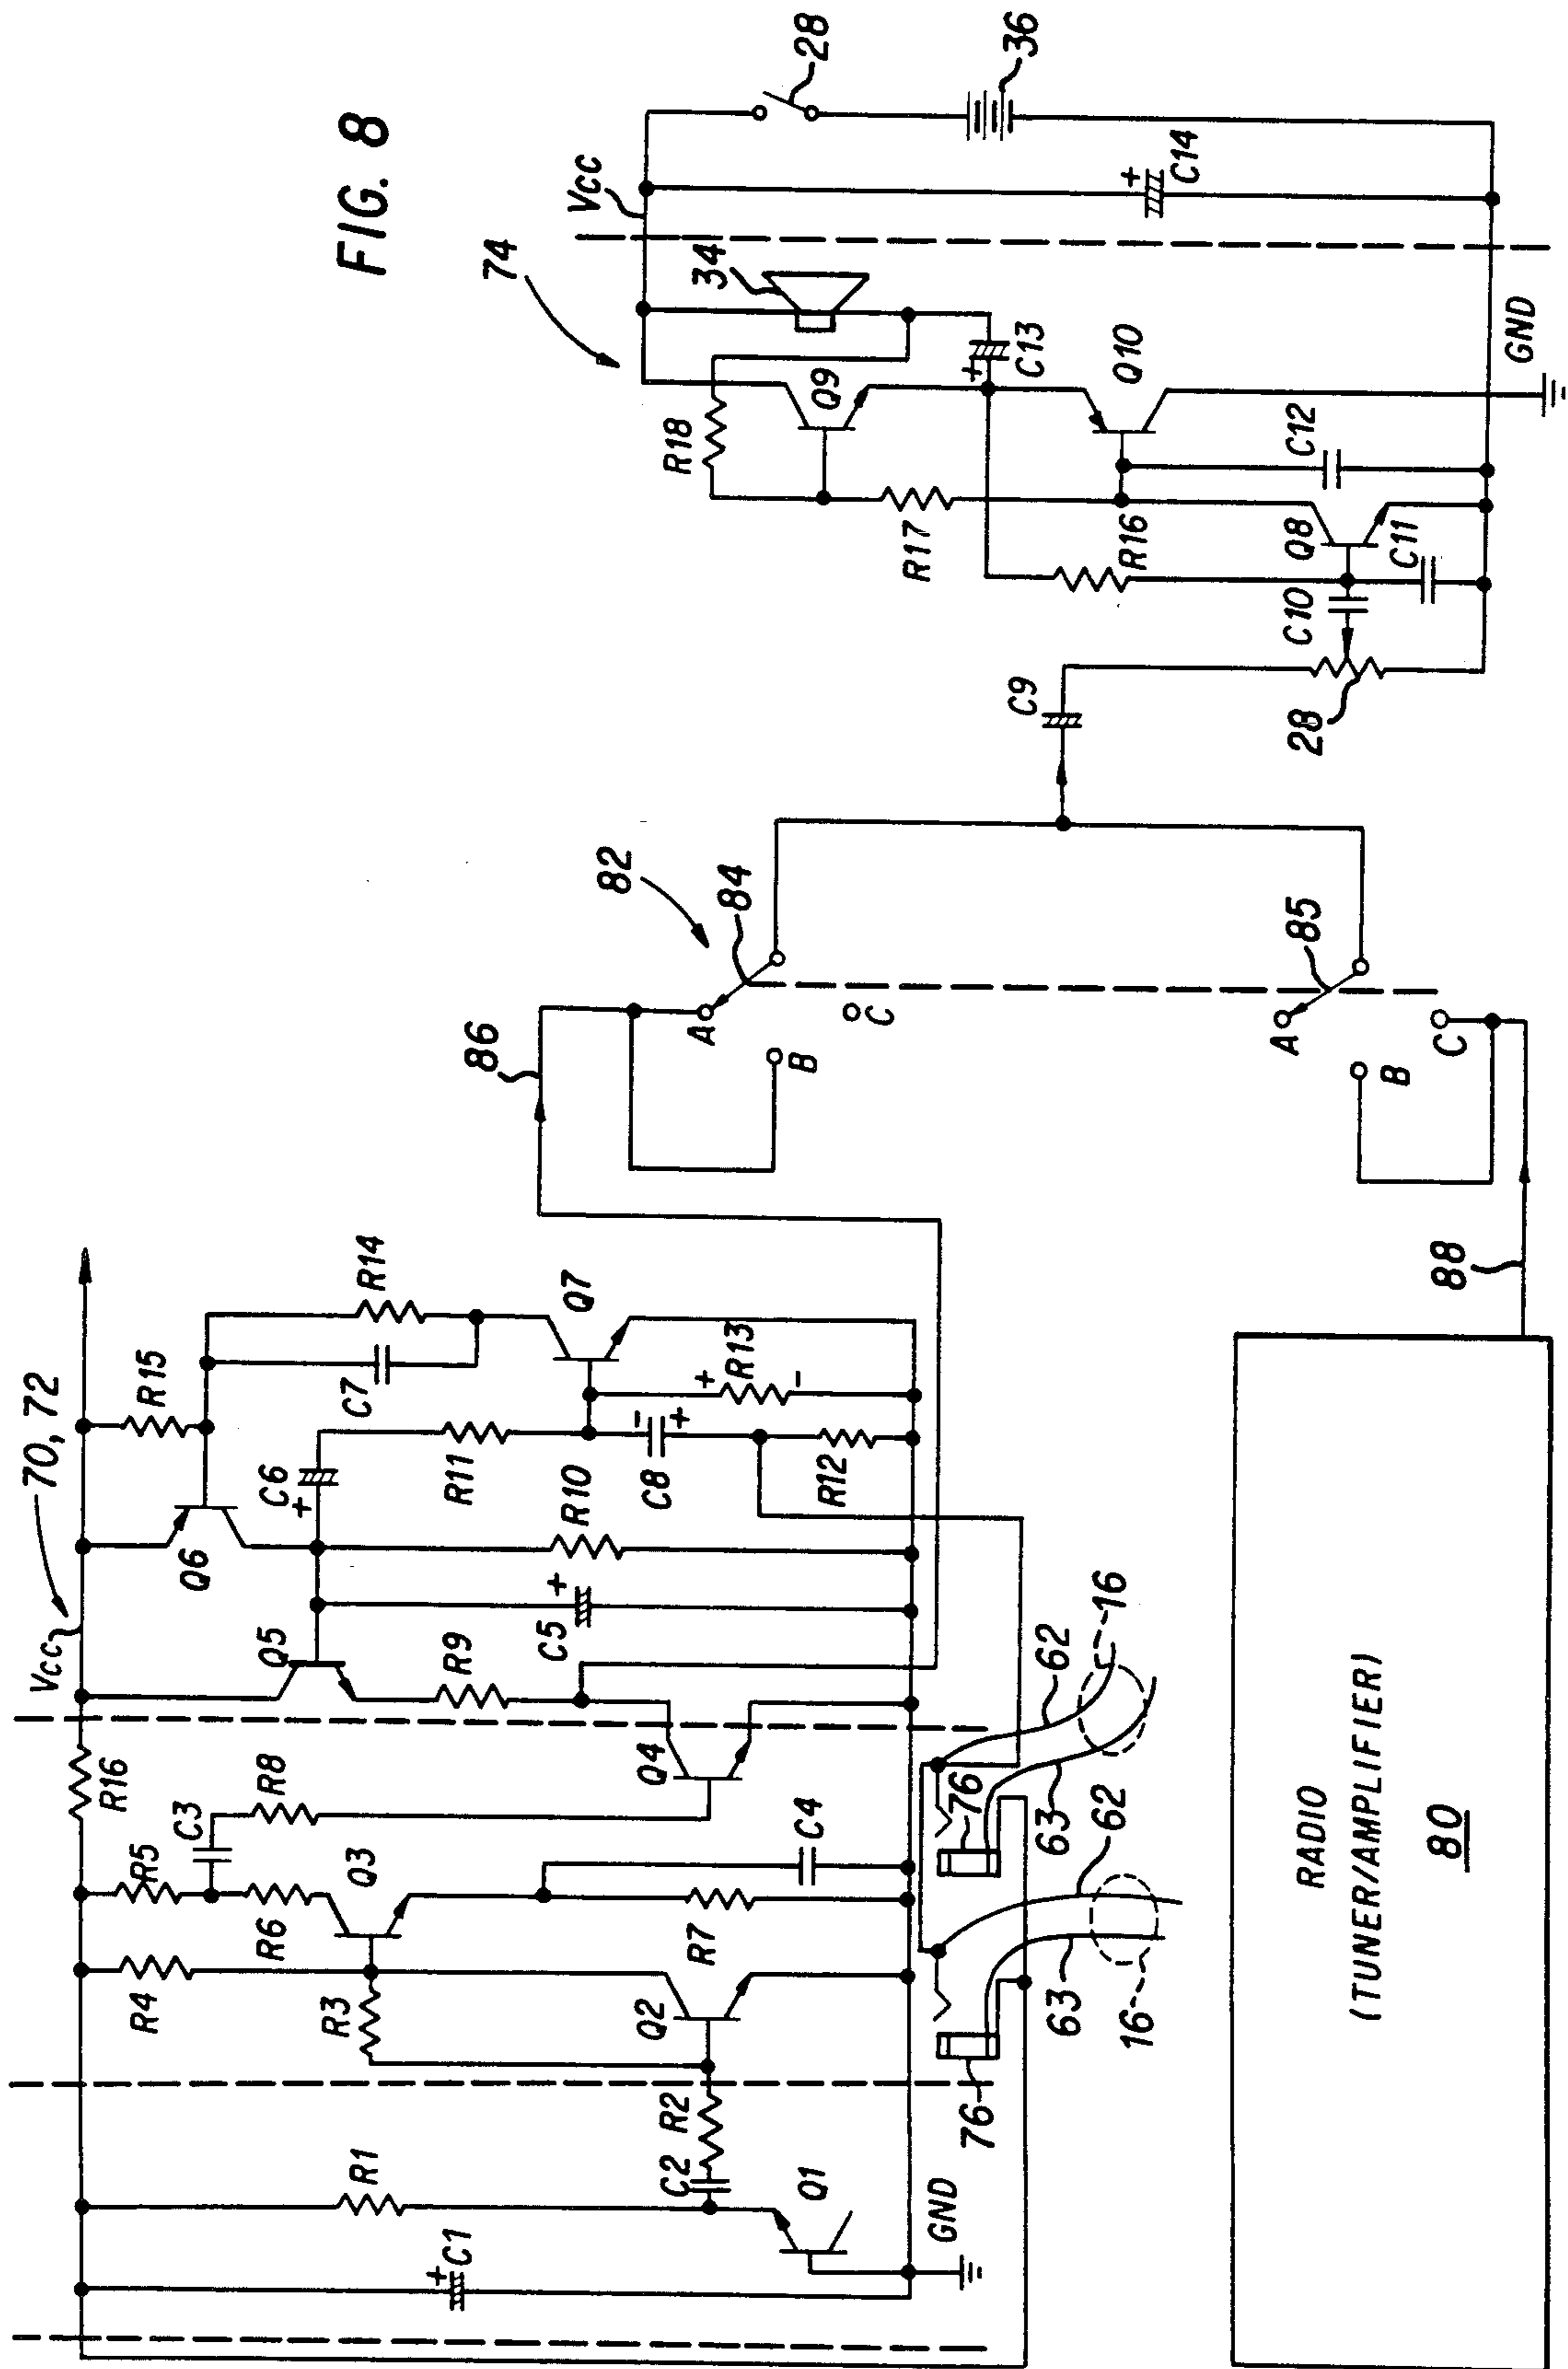 FIG. 8
70, 72
Vcc
R16
R15
R5
C3
R8
R4
R6
Q3
R3
R1
C1
C2
R2
Q1
GND
Q2
R7
C4
Q4
Q5
R9
C5
+
Q6
C6
+
R10
R11
C7
R14
Q7
C8
-
+
R12
+
R13
-
+
76
63
62
16
76
63
62
16
86
82
84
A
B
C
85
A
B
C
88
RADIO
(TUNER/AMPLIFIER)
80
74
Vcc
28
36
34
R18
Q9
C13
+
Q10
C14
+
R17
R16
C12
Q8
C11
C10
C9
28
GND